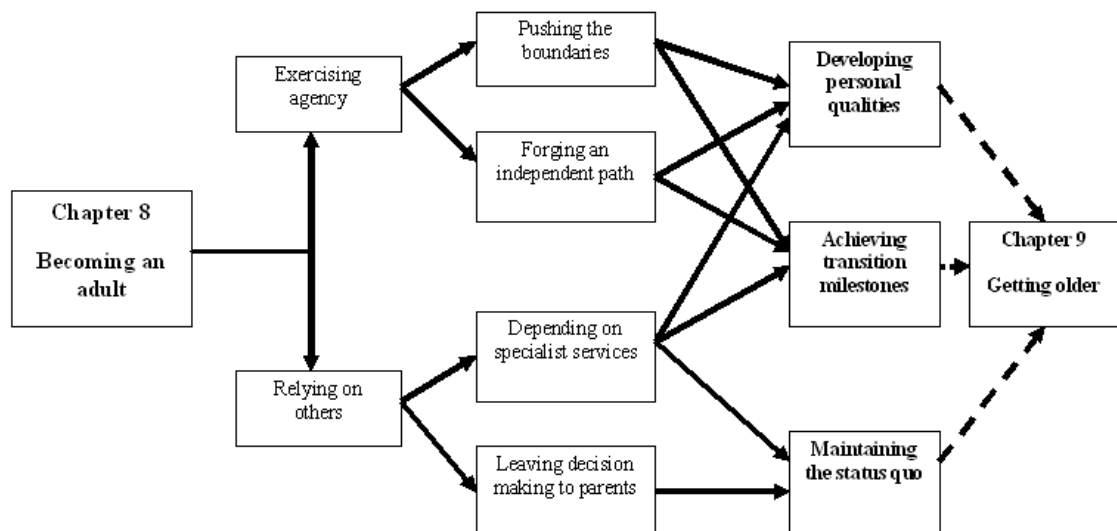 Chapter 8
Becoming an
adult
Exercising
agency
Relying on
others
Pushing the
boundaries
Forging an
independent path
Depending on
specialist services
Leaving decision
making to parents
Developing
personal
qualities
Achieving
transition
milestones
Maintaining
the status quo
Chapter 9
Getting older